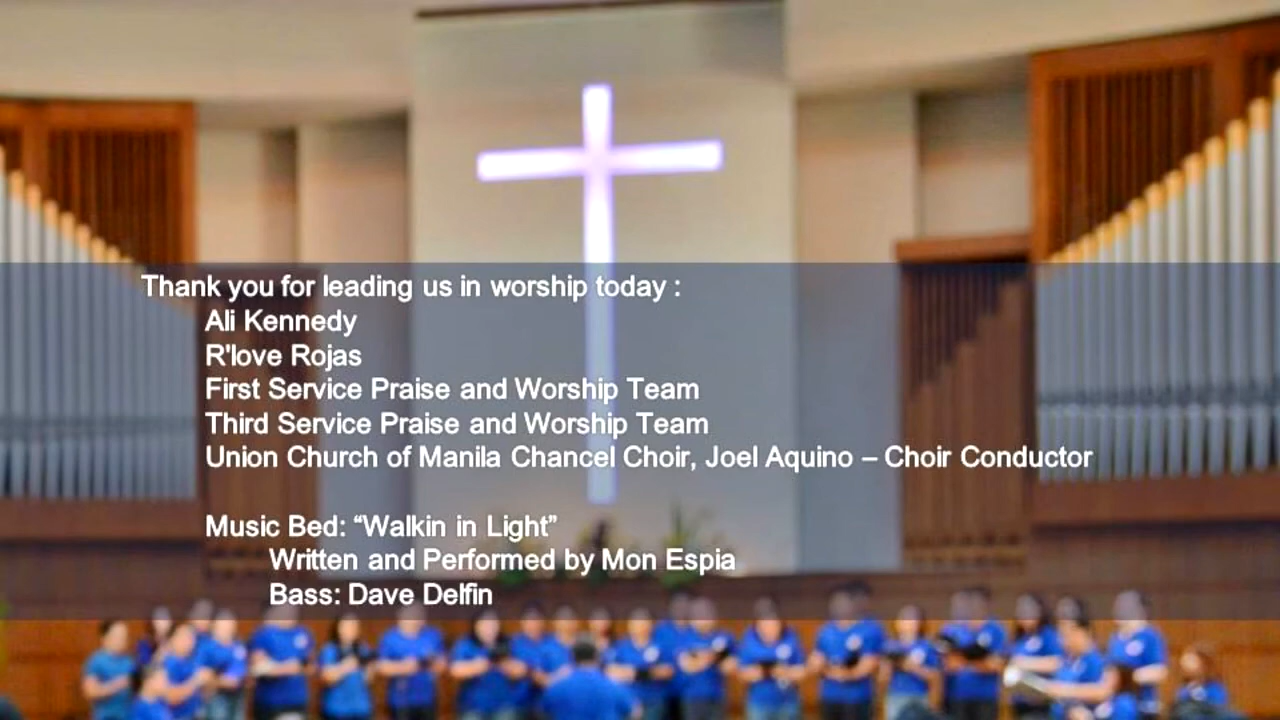 Thank you for leading us in worship today :
Ali Kennedy
R'love Rojas
First Service Praise and Worship Team
Third Service Praise and Worship Team
Union Church of Manila Chancel Choir, Joel Aquino – Choir Conductor
Music Bed: “Walkin in Light”
Written and Performed by Mon Espia
Bass: Dave Delfin